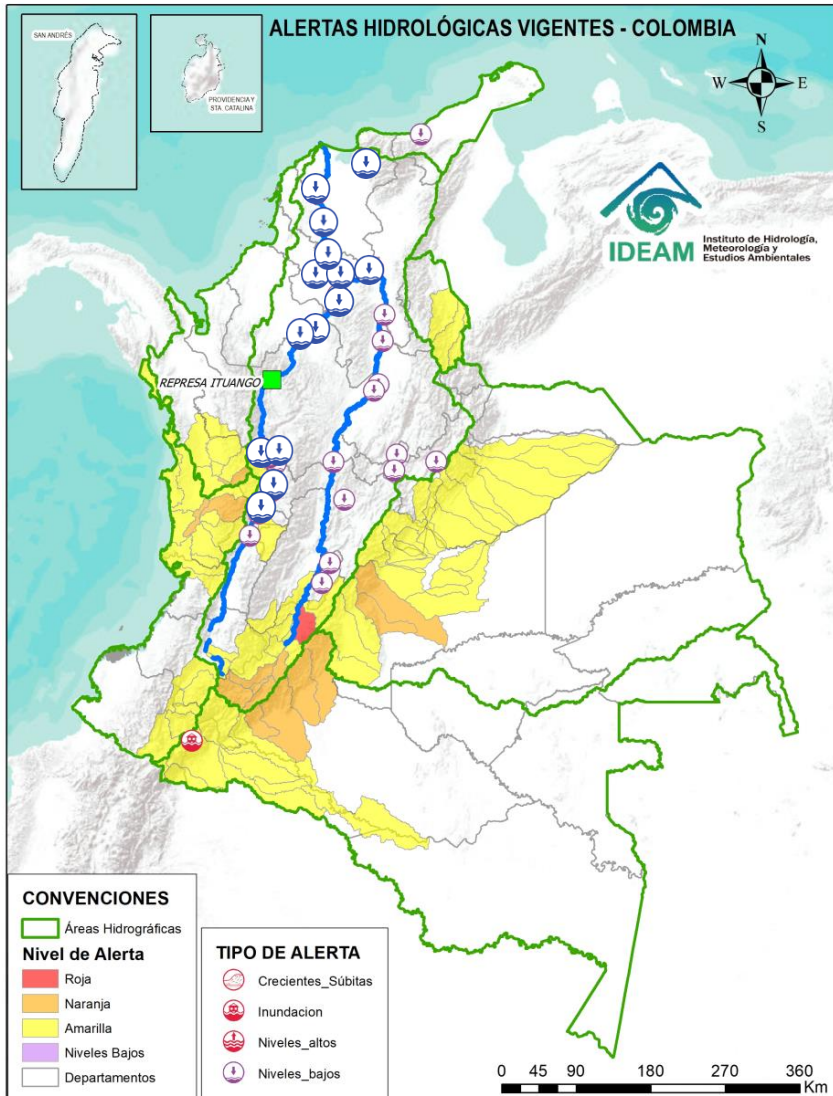 ALERTAS HIDROLÓGICAS VIGENTES - COLOMBIA
SAN ANDRÉS
PROVIDENCIA Y
STA. CATALINA
N
W
E
S
IDEAM
Instituto de Hidrología,
Meteorología y
Estudios Ambientales
REPRESA ITUANGO
CONVENCIONES
Áreas Hidrográficas
Nivel de Alerta
Roja
Naranja
Amarilla
Niveles Bajos
Departamentos
TIPO DE ALERTA
Crecientes_Súbitas
Inundacion
Niveles_altos
Niveles_bajos
0 45 90 180 270 360
Km